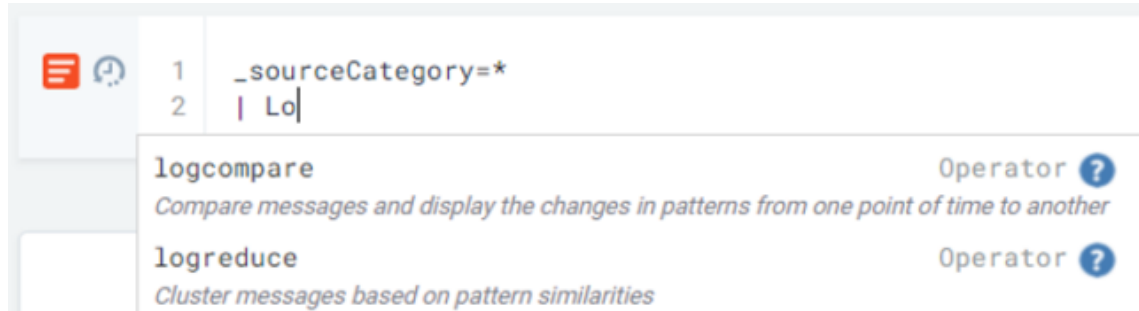 1 _sourceCategory=*
2 | Lo
logcompare Operator ?
Compare messages and display the changes in patterns from one point of time to another
logreduce Operator ?
Cluster messages based on pattern similarities